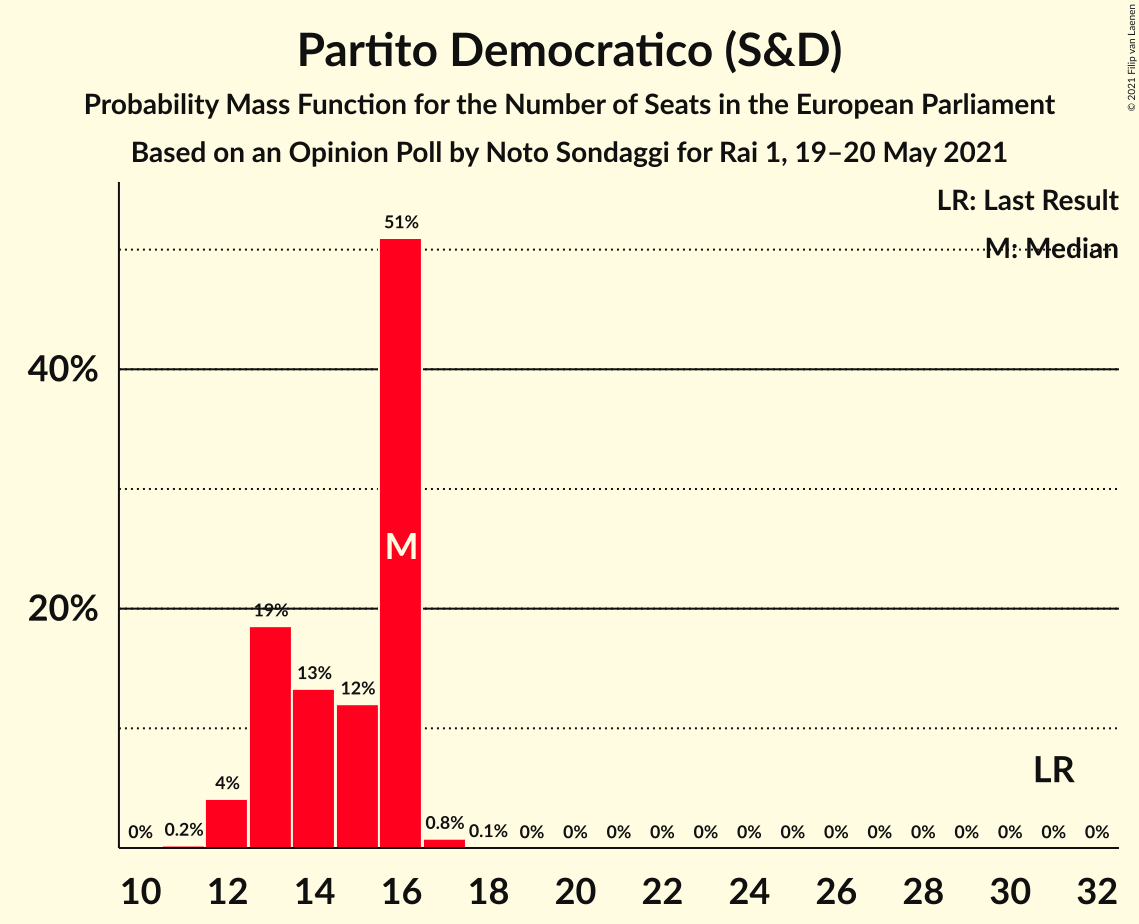 Partito Democratico (S&D)
Probability Mass Function for the Number of Seats in the European Parliament
Based on an Opinion Poll by Noto Sondaggi for Rai 1, 19–20 May 2021
© 2021 Filip van Laenen
LR: Last Result
M: Median
40%
20%
0% 0.2% 4% 19% 13% 12% 51% 0.8% 0.1% 0% 0% 0% 0% 0% 0% 0% 0% 0% 0% 0% 0% 0% 0%
M
LR
10 12 14 16 18 20 22 24 26 28 30 32